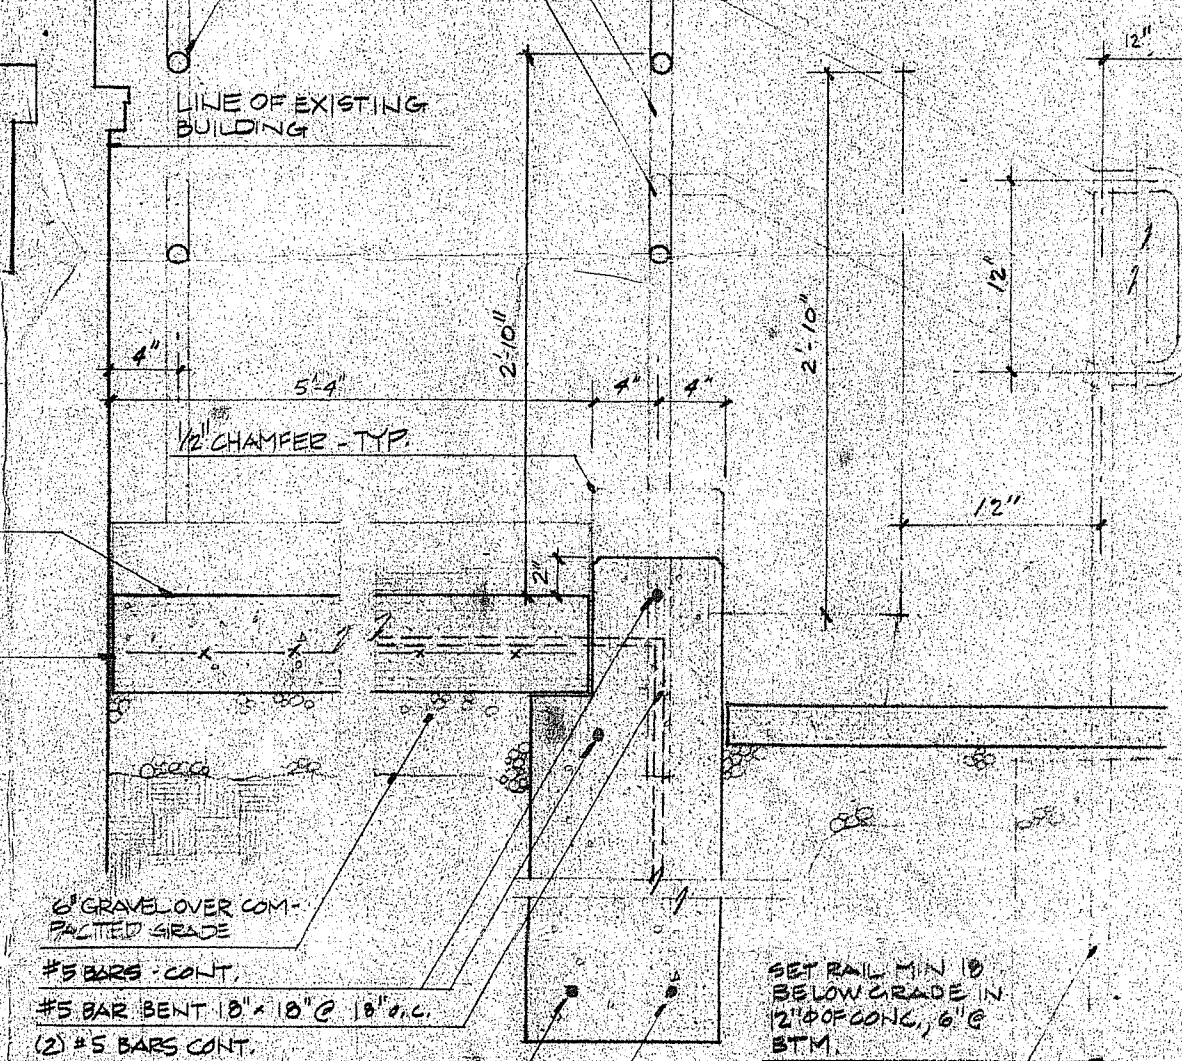 12"
LINE OF EXISTING
BUILDING
12"
2'-10"
2'-10"
4"
5'-4"
4"
4"
1/2" CHAMFER - TYP.
12"
2"
6" GRAVEL OVER COM-
PACTED GRADE
#5 BARS - CONT.
#5 BAR BENT 18" x 18" @ 18" O.C.
(2) #5 BARS CONT.
SET RAIL MIN 18
BELOW GRADE IN
12" Ø OF CONC., 6" @
BTM.